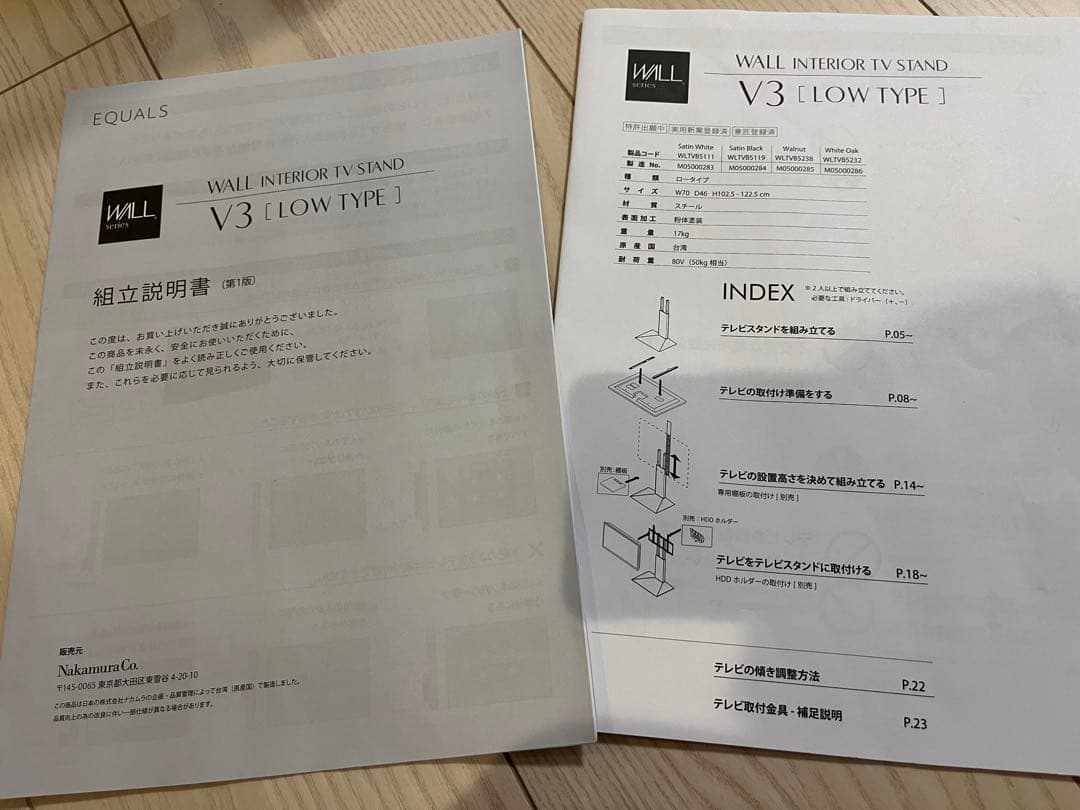 EQUALS
WALL
series
WALL INTERIOR TV STAND
V3 [ LOW TYPE ]
組立説明書（第1版）
この度は、お買い上げいただき誠にありがとうございました。
この商品を末永く、安全にお使いいただくために、
この「組立説明書」をよく読み正しくご使用ください。
また、これらを必要に応じて見られるよう、大切に保管してください。
販売元
Nakamura Co.
〒145-0065 東京都大田区東雪谷 4-20-10
この商品は日本の株式会社ナカムラの企画・品質管理によって台湾（原産国）で製造しました。
品質向上の為の改良に伴い一部仕様が異なる場合があります。
WALL
series
WALL INTERIOR TV STAND
V3 [ LOW TYPE ]
特許出願中 実用新案登録済 意匠登録済
Satin White Satin Black Walnut White Oak
製品コード WLTVB5111 WLTVB5119 WLTVB5238 WLTVB5232
製造No. M05000283 M05000284 M05000285 M05000286
種類 ロータイプ
サイズ W70 D46 H102.5 - 122.5 cm
材質 スチール
表面加工 粉体塗装
重量 17kg
原産国 台湾
耐荷重 80V（50kg 相当）
INDEX
※ 2 人以上で組み立ててください。
必要な工具：ドライバー（＋、－）
テレビスタンドを組み立てる P.05~
テレビの取付け準備をする P.08~
別売：棚板
テレビの設置高さを決めて組み立てる P.14~
専用棚板の取付け [ 別売 ]
別売：HDD ホルダー
テレビをテレビスタンドに取付ける P.18~
HDD ホルダーの取付け [ 別売 ]
テレビの傾き調整方法 P.22
テレビ取付金具 - 補足説明 P.23